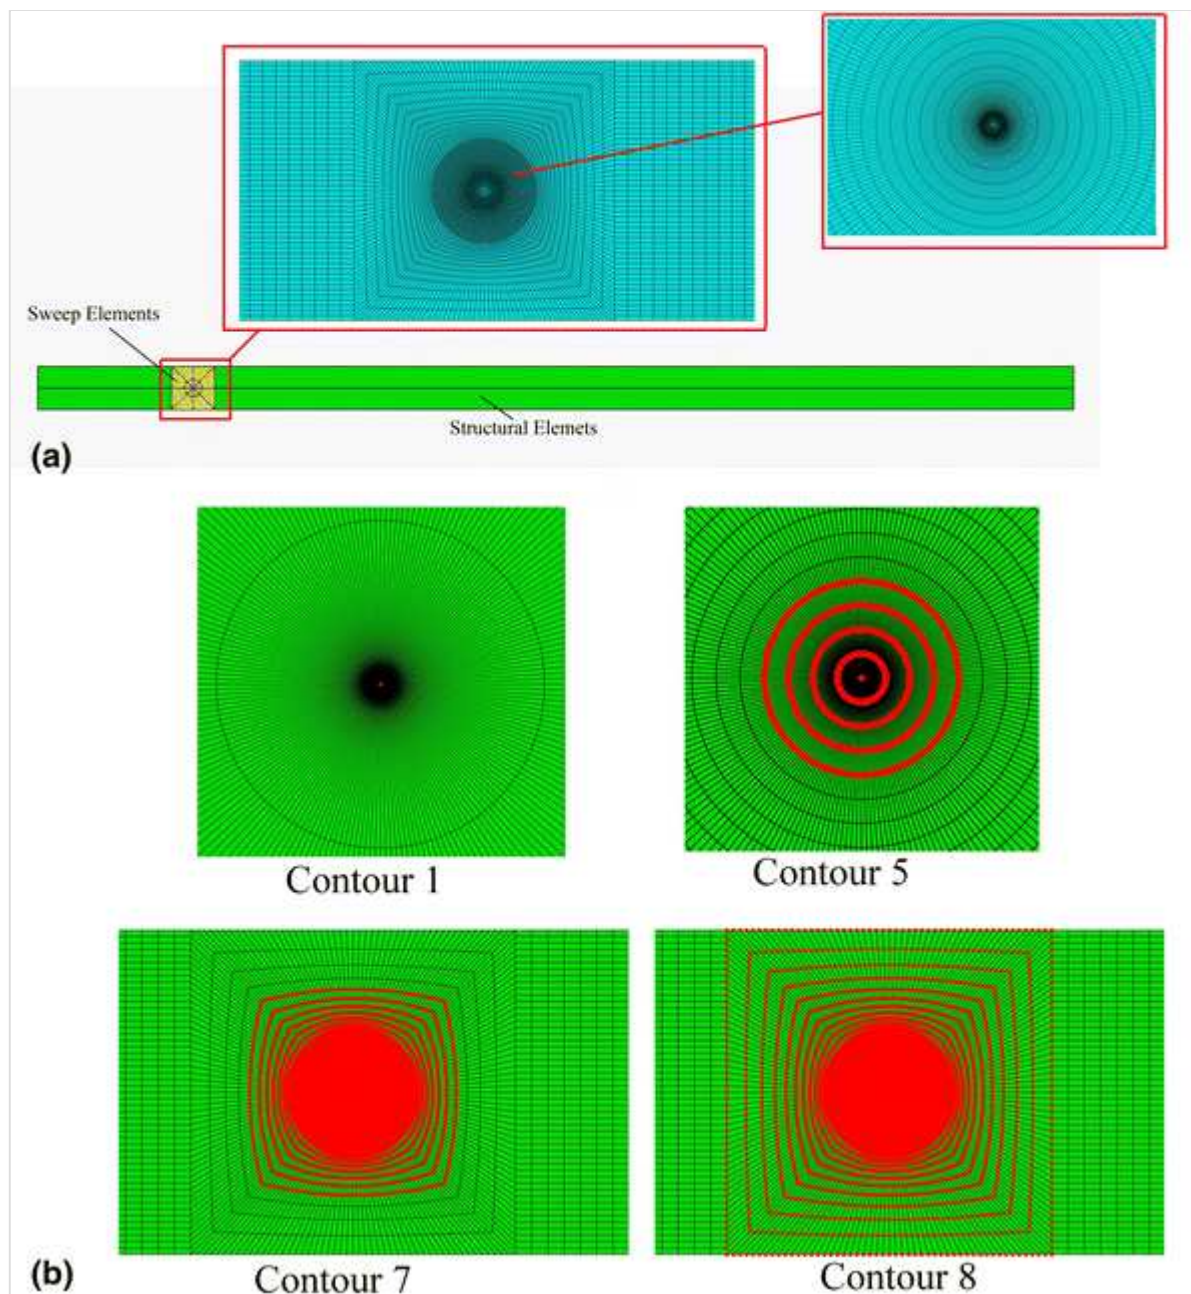 Sweep Elements
Structural Elemets
(a)
Contour 1
Contour 5
Contour 7
Contour 8
(b)